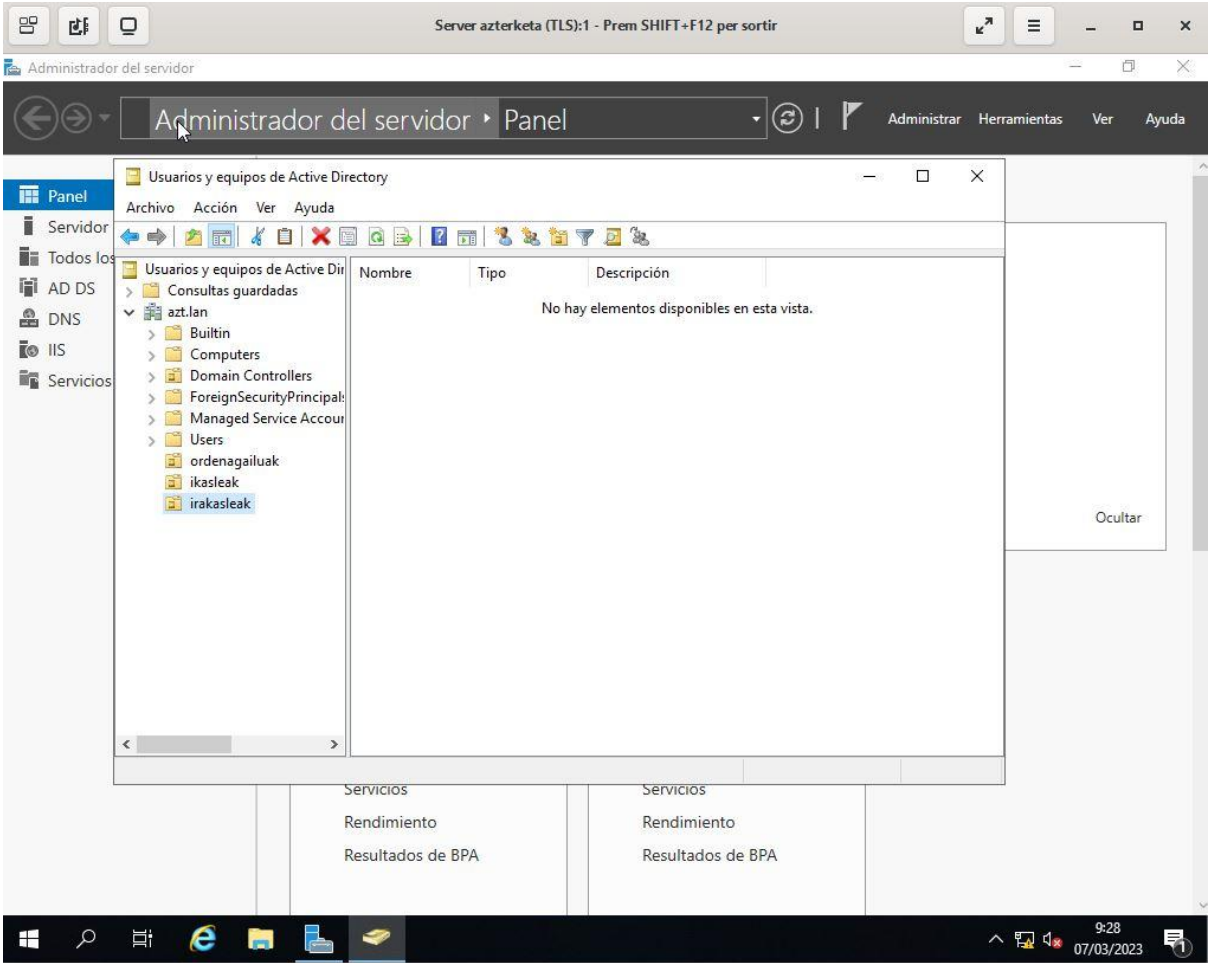 Server azterketa (TLS):1 - Prem SHIFT+F12 per sortir
Administrador del servidor
Administrador del servidor Panel
Administrar Herramientas Ver Ayuda
Panel
Servidor
Todos los
AD DS
DNS
IIS
Servicios
Usuarios y equipos de Active Directory
Archivo Acción Ver Ayuda
Usuarios y equipos de Active Dir
Consultas guardadas
azt.lan
Builtin
Computers
Domain Controllers
ForeignSecurityPrincipals
Managed Service Accour
Users
ordenagailuak
ikasleak
irakasleak
Nombre Tipo Descripción
No hay elementos disponibles en esta vista.
Ocultar
Servicios
Rendimiento
Resultados de BPA
Servicios
Rendimiento
Resultados de BPA
9:28
07/03/2023
1